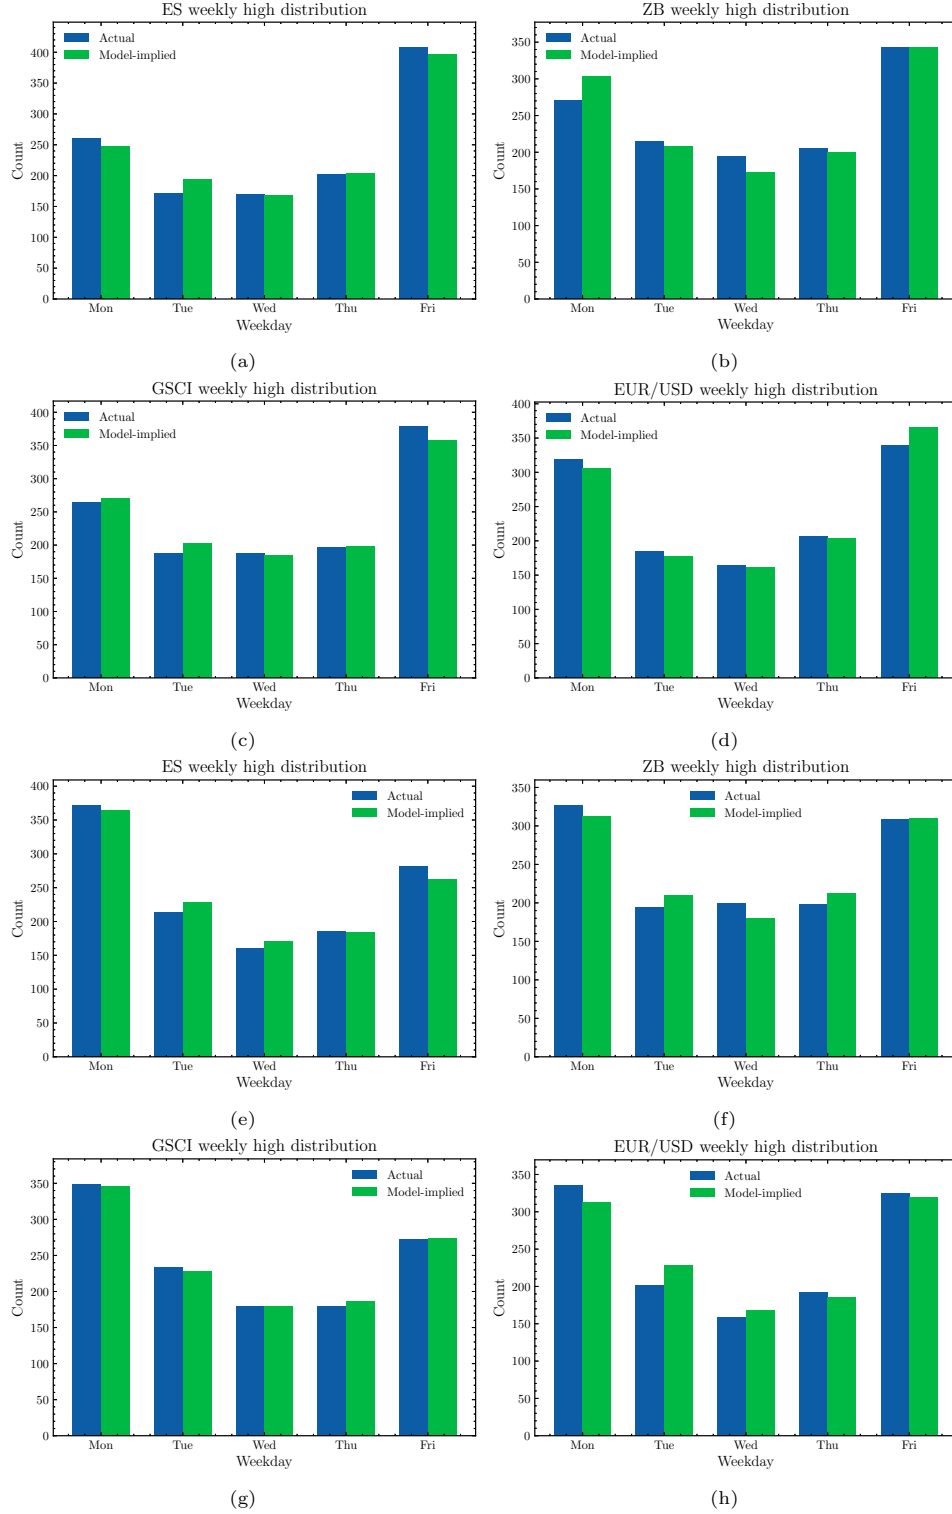 ES weekly high distribution
Actual
Model-implied
400
350
300
250
200
150
100
50
0
Count
Mon Tue Wed Thu Fri
Weekday
(a)
ZB weekly high distribution
Actual
Model-implied
350
300
250
200
150
100
50
0
Count
Mon Tue Wed Thu Fri
Weekday
(b)
GSCI weekly high distribution
Actual
Model-implied
400
350
300
250
200
150
100
50
0
Count
Mon Tue Wed Thu Fri
Weekday
(c)
EUR/USD weekly high distribution
Actual
Model-implied
400
350
300
250
200
150
100
50
0
Count
Mon Tue Wed Thu Fri
Weekday
(d)
ES weekly high distribution
Actual
Model-implied
400
350
300
250
200
150
100
50
0
Count
Mon Tue Wed Thu Fri
Weekday
(e)
ZB weekly high distribution
Actual
Model-implied
350
300
250
200
150
100
50
0
Count
Mon Tue Wed Thu Fri
Weekday
(f)
GSCI weekly high distribution
Actual
Model-implied
350
300
250
200
150
100
50
0
Count
Mon Tue Wed Thu Fri
Weekday
(g)
EUR/USD weekly high distribution
Actual
Model-implied
350
300
250
200
150
100
50
0
Count
Mon Tue Wed Thu Fri
Weekday
(h)